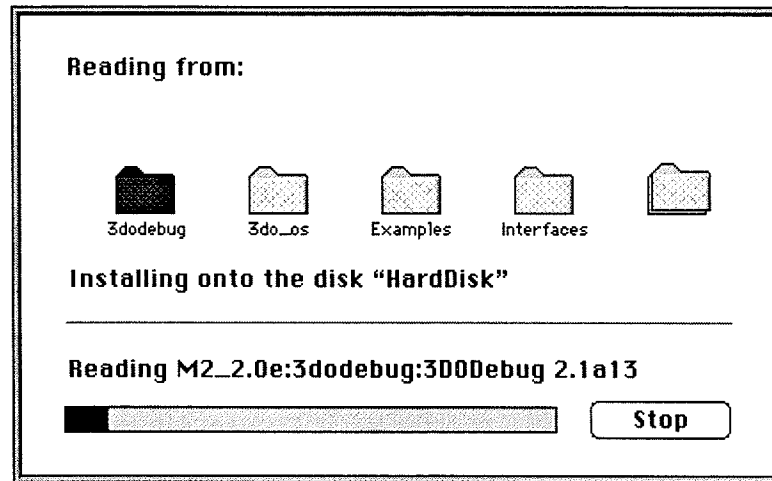 Reading from:
3dodebug 3do_os Examples Interfaces
Installing onto the disk “HardDisk”
Reading M2_2.0e:3dodebug:3DODebug 2.1a13
Stop